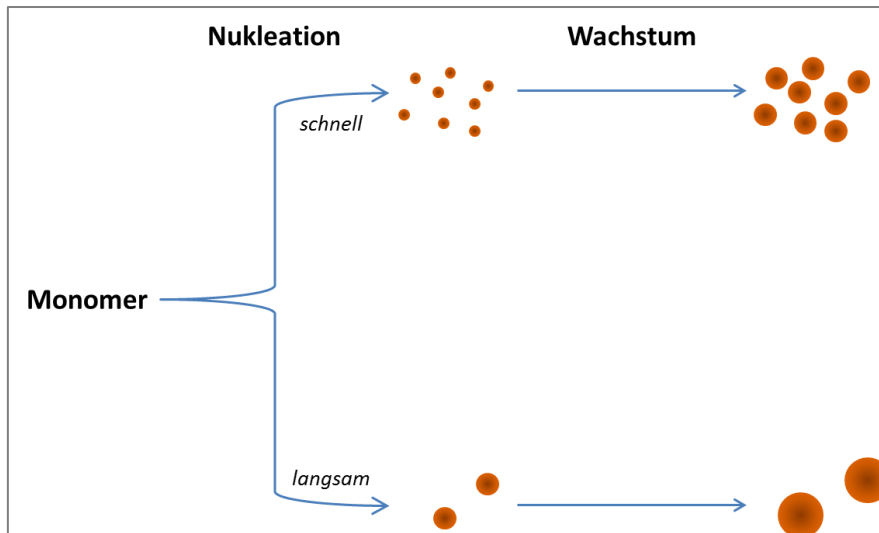 Nukleation
Wachstum
schnell
Monomer
langsam